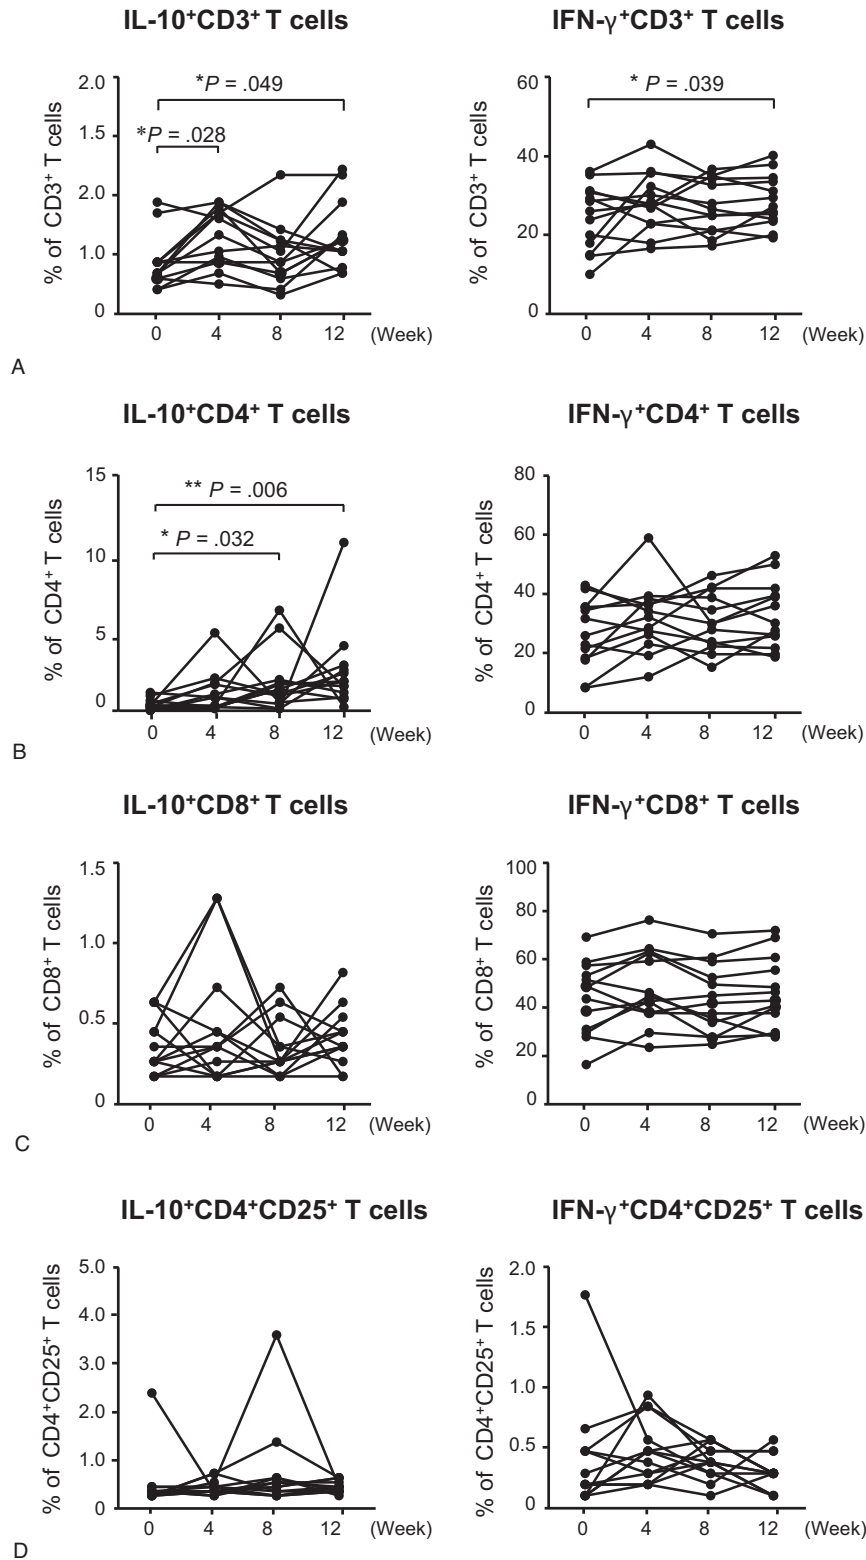 IL-10⁺CD3⁺ T cells
IFN-γ⁺CD3⁺ T cells
% of CD3⁺ T cells
2.0
1.5
2.0
1.0
0
*P = .049
*P = .028
0 4 8 12 (Week)
% of CD3⁺ T cells
60
40
20
0
* P = .039
0 4 8 12 (Week)
A
IL-10⁺CD4⁺ T cells
IFN-γ⁺CD4⁺ T cells
% of CD4⁺ T cells
15
10
5
0
** P = .006
* P = .032
0 4 8 12 (Week)
% of CD4⁺ T cells
80
60
40
20
0
0 4 8 12 (Week)
B
IL-10⁺CD8⁺ T cells
IFN-γ⁺CD8⁺ T cells
% of CD8⁺ T cells
1.5
1.0
0.5
0
0 4 8 12 (Week)
% of CD8⁺ T cells
100
80
60
40
20
0
0 4 8 12 (Week)
C
IL-10⁺CD4⁺CD25⁺ T cells
IFN-γ⁺CD4⁺CD25⁺ T cells
% of CD4⁺CD25⁺ T cells
5.0
4.0
3.0
2.0
1.0
0
0 4 8 12 (Week)
% of CD4⁺CD25⁺ T cells
2.0
1.5
1.0
0.5
0
0 4 8 12 (Week)
D